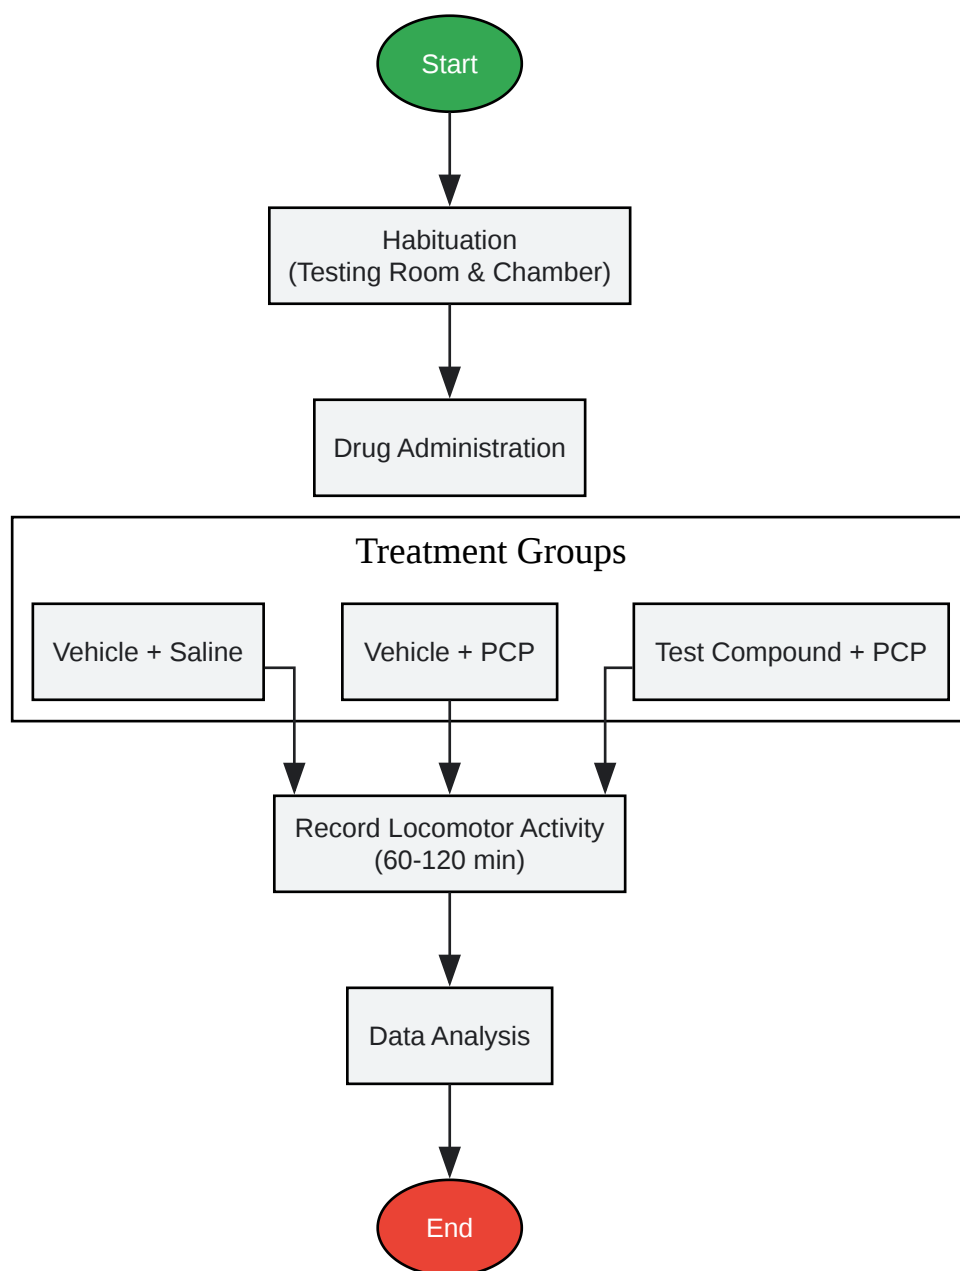 Start
Habituation
(Testing Room & Chamber)
Drug Administration
Treatment Groups
Vehicle + Saline
Vehicle + PCP
Test Compound + PCP
Record Locomotor Activity
(60-120 min)
Data Analysis
End